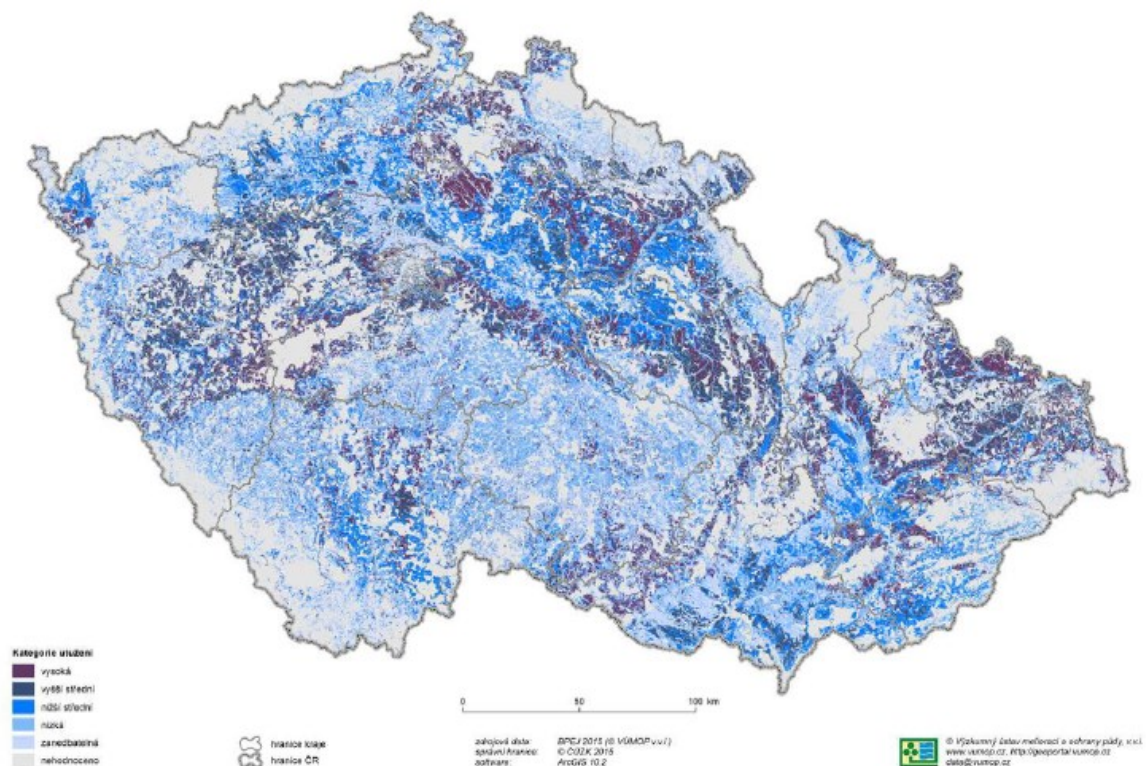 Kategorie utužení
vysoká
vyšší střední
nižší střední
nízká
zanedbatelná
nehodnoceno
hranice kraje
hranice ČR
0 50 100 km
zdrojová data: BPEJ 2015 (© VÚMOP v.v.i.)
správní hranice: © ČÚZK 2015
software: ArcGIS 10.2
© Výzkumný ústav meliorací a ochrany půdy, v.v.i.
www.vumop.cz, http://geoportal.vumop.cz
data@vumop.cz